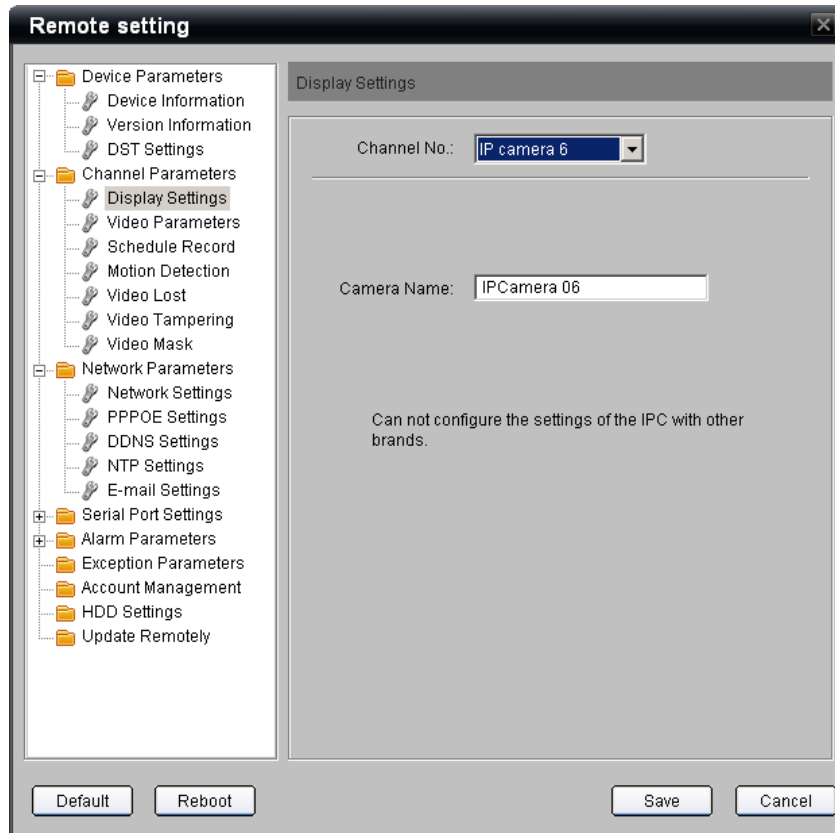 Remote setting
Device Parameters
Device Information
Version Information
DST Settings
Channel Parameters
Display Settings
Video Parameters
Schedule Record
Motion Detection
Video Lost
Video Tampering
Video Mask
Network Parameters
Network Settings
PPPOE Settings
DDNS Settings
NTP Settings
E-mail Settings
Serial Port Settings
Alarm Parameters
Exception Parameters
Account Management
HDD Settings
Update Remotely
Display Settings
Channel No.: IP camera 6
Camera Name: IPCamera 06
Can not configure the settings of the IPC with other
brands.
Default Reboot Save Cancel